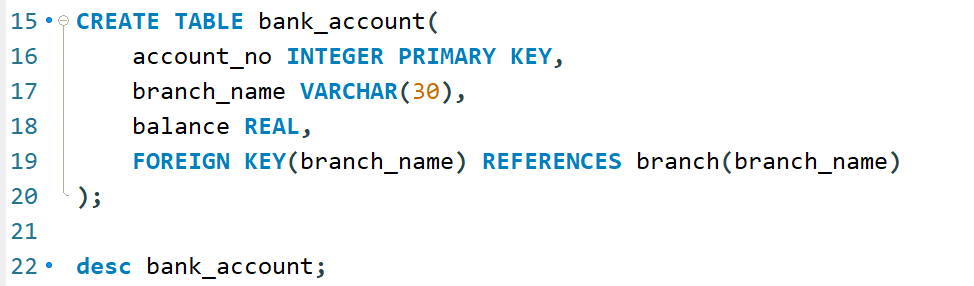 15 CREATE TABLE bank_account(
16 account_no INTEGER PRIMARY KEY,
17 branch_name VARCHAR(30),
18 balance REAL,
19 FOREIGN KEY(branch_name) REFERENCES branch(branch_name)
20 );
21
22 desc bank_account;